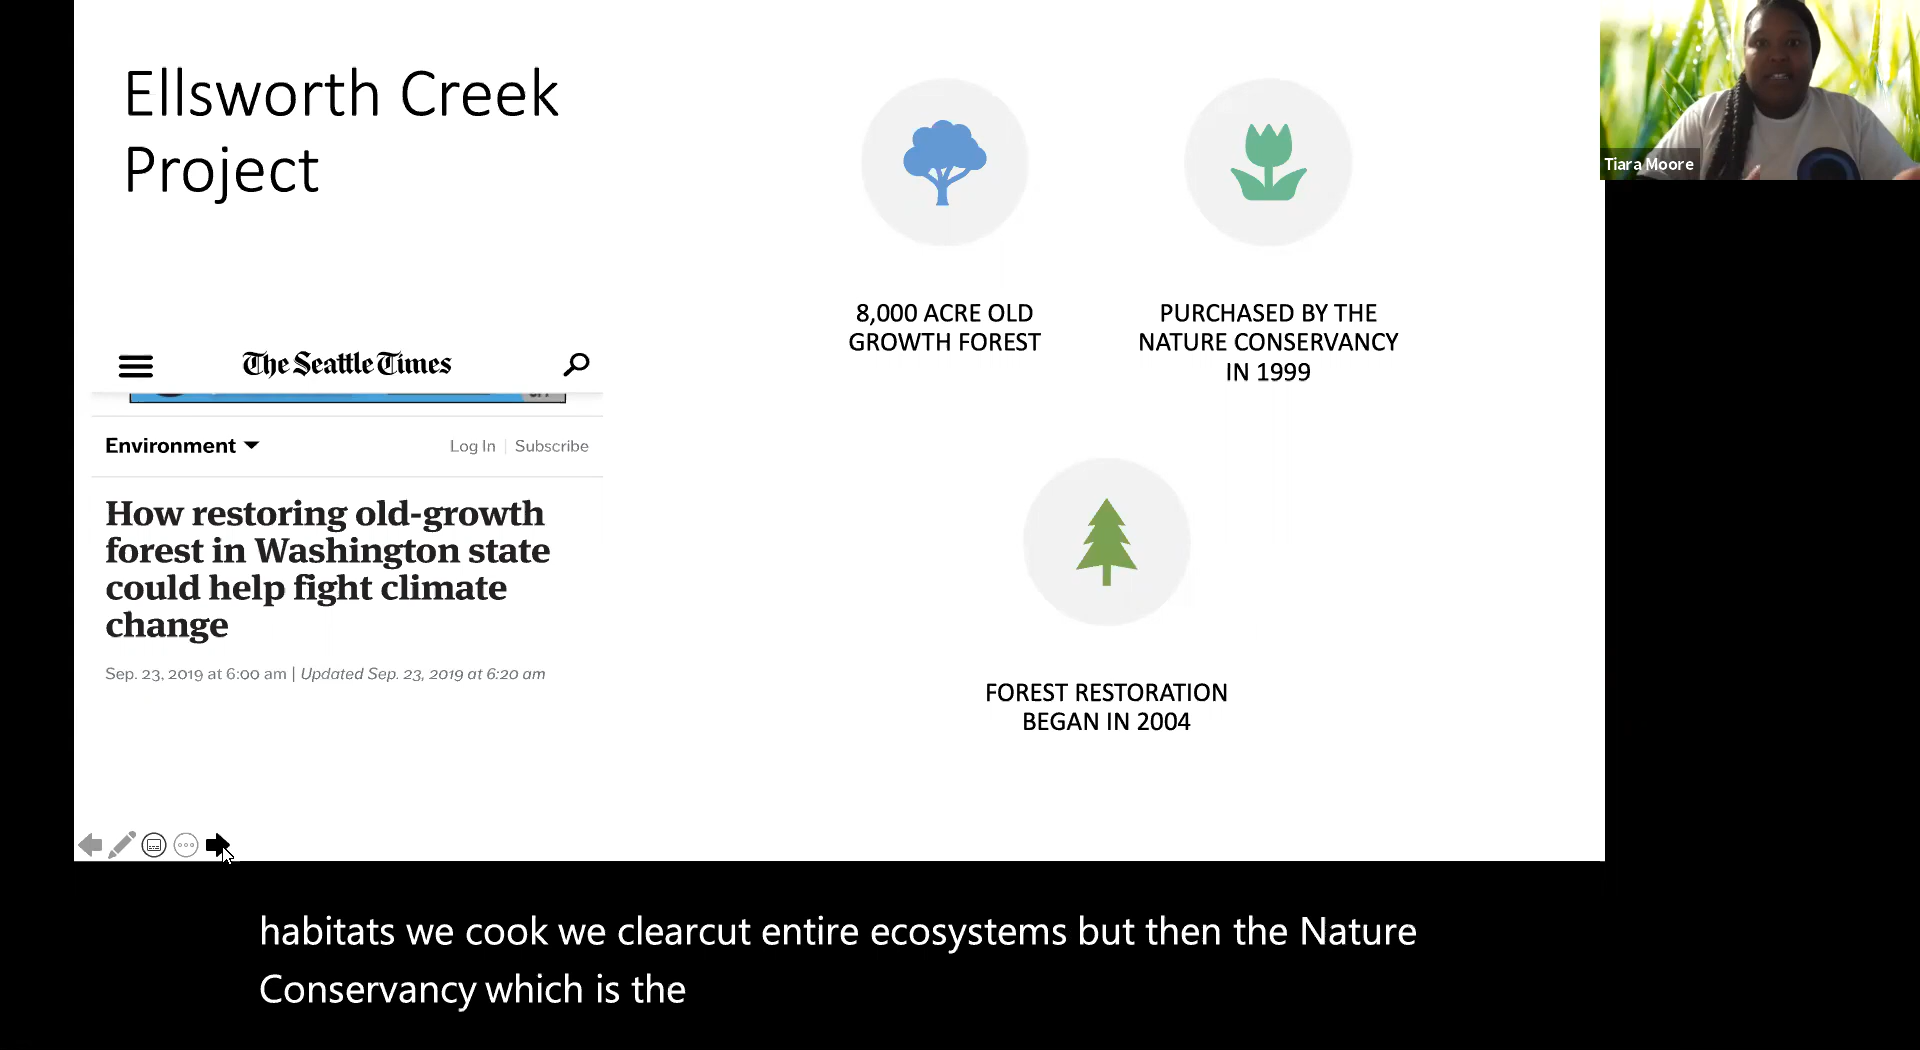 Ellsworth Creek
Project
8,000 ACRE OLD
GROWTH FOREST
PURCHASED BY THE
NATURE CONSERVANCY
IN 1999
FOREST RESTORATION
BEGAN IN 2004
The Seattle Times
Environment
Log In | Subscribe
How restoring old-growth
forest in Washington state
could help fight climate
change
Sep. 23, 2019 at 6:00 am | Updated Sep. 23, 2019 at 6:20 am
Tiara Moore
habitats we cook we clearcut entire ecosystems but then the Nature
Conservancy which is the